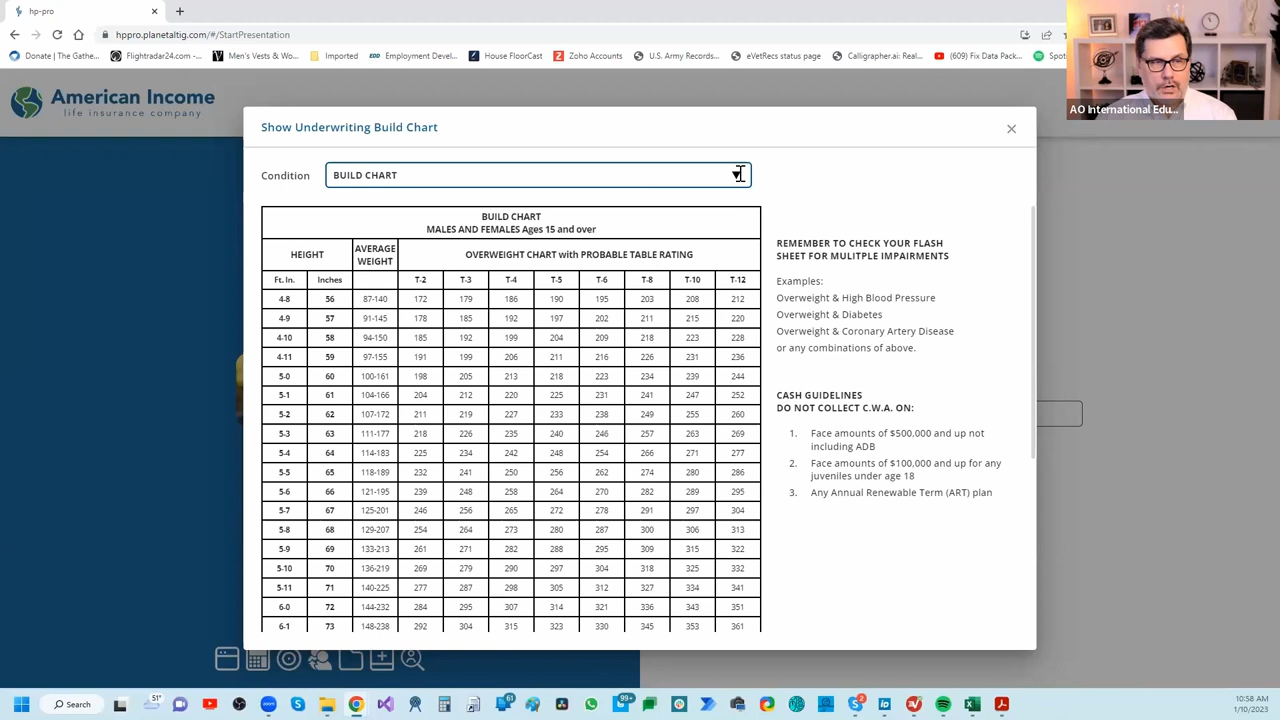 hp-pro
hppro.planetaltig.com/#/StartPresentation
Donate | The Gathe...
Flightradar24.com -...
Men's Vests & Wo...
Imported
EDD Employment Devel...
House FloorCast
Zoho Accounts
U.S. Army Records...
eVetRecs status page
Calligrapher.ai: Real...
(609) Fix Data Pack...
Spot
AO International Edu...
American Income
life insurance company
Show Underwriting Build Chart
Condition BUILD CHART
BUILD CHART
MALES AND FEMALES Ages 15 and over
HEIGHT AVERAGE WEIGHT OVERWEIGHT CHART with PROBABLE TABLE RATING
Ft. In. Inches T-2 T-3 T-4 T-5 T-6 T-8 T-10 T-12
4-8 56 87-140 172 179 186 190 195 203 208 212
4-9 57 91-145 178 185 192 197 202 211 215 220
4-10 58 94-150 185 192 199 204 209 218 223 228
4-11 59 97-155 191 199 206 211 216 226 231 236
5-0 60 100-161 198 205 213 218 223 234 239 244
5-1 61 104-166 204 212 220 225 231 241 247 252
5-2 62 107-172 211 219 227 233 238 249 255 260
5-3 63 111-177 218 226 235 240 246 257 263 269
5-4 64 114-183 225 234 242 248 254 266 271 277
5-5 65 118-189 232 241 250 256 262 274 280 286
5-6 66 121-195 239 248 258 264 270 282 289 295
5-7 67 125-201 246 256 265 272 278 291 297 304
5-8 68 129-207 254 264 273 280 287 300 306 313
5-9 69 133-213 261 271 282 288 295 309 315 322
5-10 70 136-219 269 279 290 297 304 318 325 332
5-11 71 140-225 277 287 298 305 312 327 334 341
6-0 72 144-232 284 295 307 314 321 336 343 351
6-1 73 148-238 292 304 315 323 330 345 353 361
REMEMBER TO CHECK YOUR FLASH
SHEET FOR MULITPLE IMPAIRMENTS
Examples:
Overweight & High Blood Pressure
Overweight & Diabetes
Overweight & Coronary Artery Disease
or any combinations of above.
CASH GUIDELINES
DO NOT COLLECT C.W.A. ON:
1. Face amounts of $500,000 and up not
including ADB
2. Face amounts of $100,000 and up for any
juveniles under age 18
3. Any Annual Renewable Term (ART) plan
Search
51°
61
99+
2
10:58 AM
1/10/2023